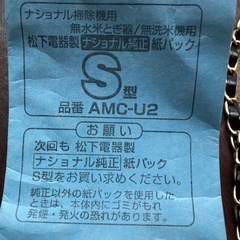 ナショナル掃除機用
無水米とぎ器/無洗米機用
松下電器製 ナショナル純正 紙パック
S型
品番 AMC-U2
お願い
次回も 松下電器製
ナショナル純正 紙パック
S型をお買い求めください。
純正以外の紙パックを使用した
ときは、本体内にゴミがもれ
発煙・発火の恐れがあります。